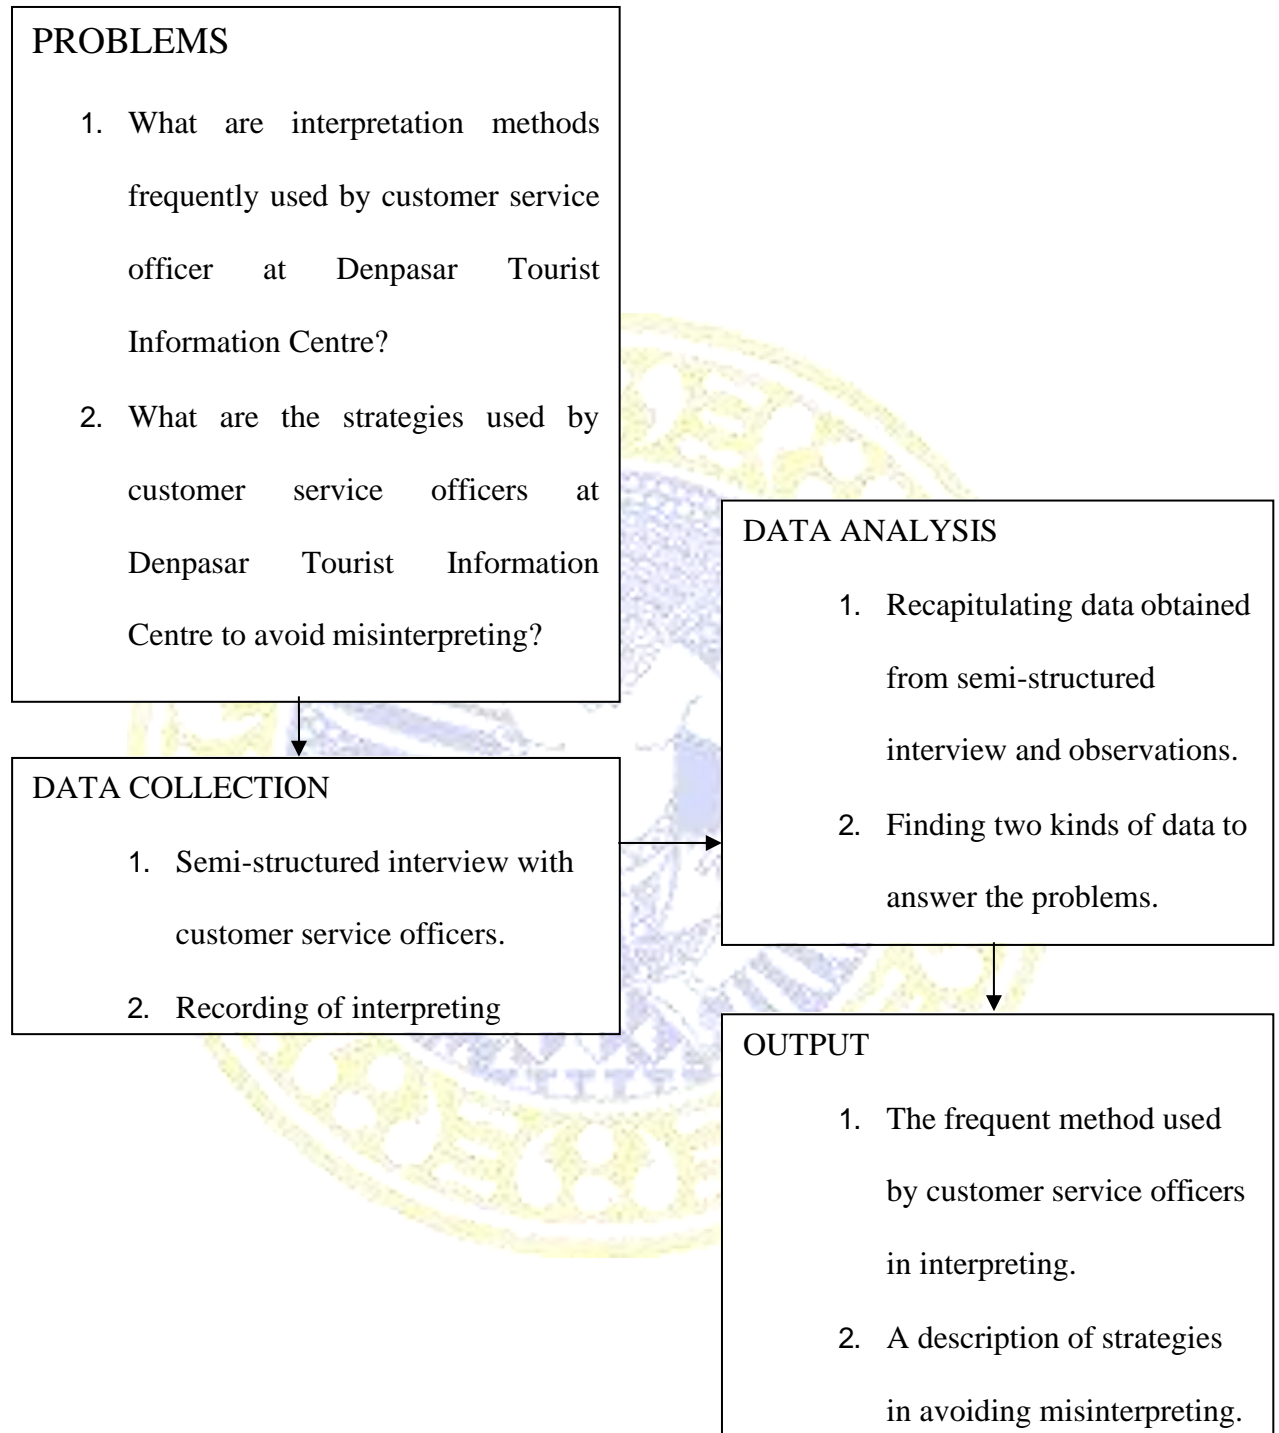 PROBLEMS
1. What are interpretation methods
frequently used by customer service
officer at Denpasar Tourist
Information Centre?
2. What are the strategies used by
customer service officers at
Denpasar Tourist Information
Centre to avoid misinterpreting?
DATA COLLECTION
1. Semi-structured interview with
customer service officers.
2. Recording of interpreting
DATA ANALYSIS
1. Recapitulating data obtained
from semi-structured
interview and observations.
2. Finding two kinds of data to
answer the problems.
OUTPUT
1. The frequent method used
by customer service officers
in interpreting.
2. A description of strategies
in avoiding misinterpreting.